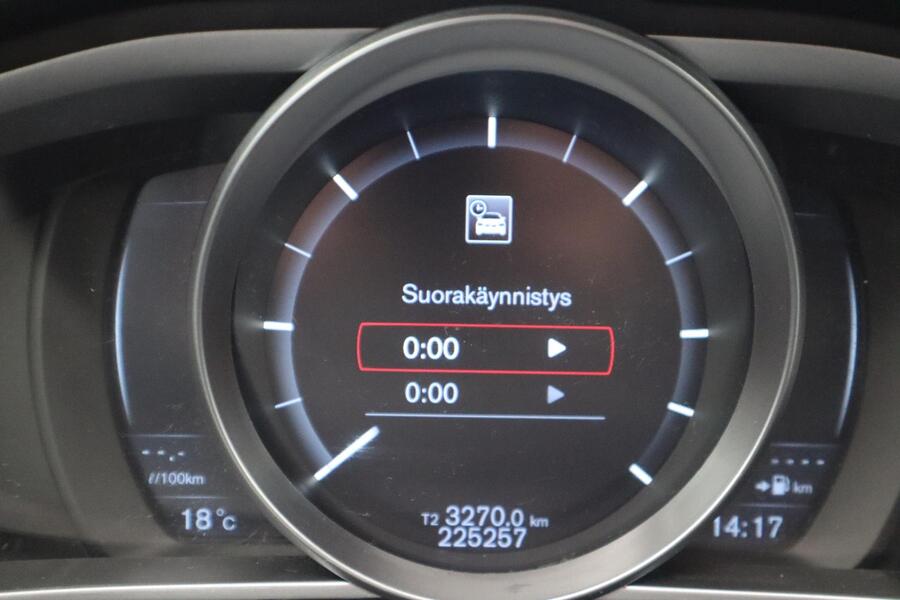 Suorakäynnistys
0:00
0:00
--.-
l/100km
18°C
T2 3270.0 km
225257
---- 
km
14:17